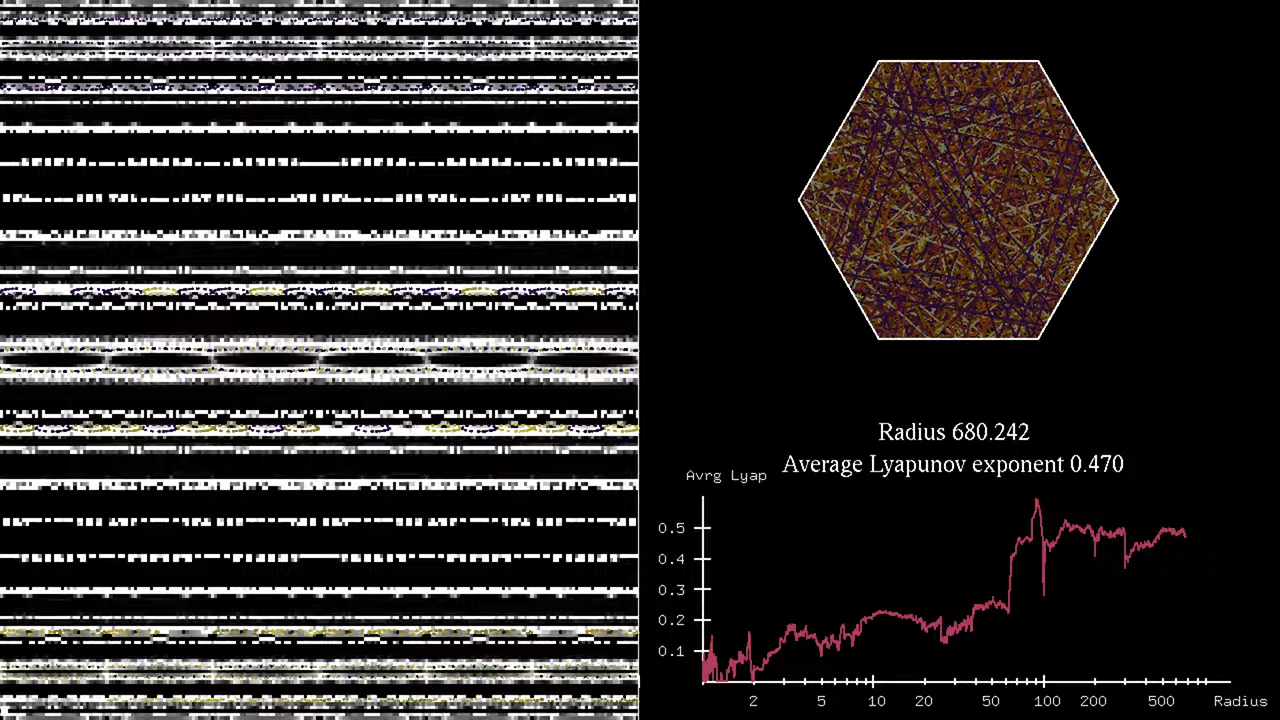 Radius 680.242
Average Lyapunov exponent 0.470
Avrg Lyap
0.5
0.4
0.3
0.2
0.1
2 5 10 20 50 100 200 500 Radius